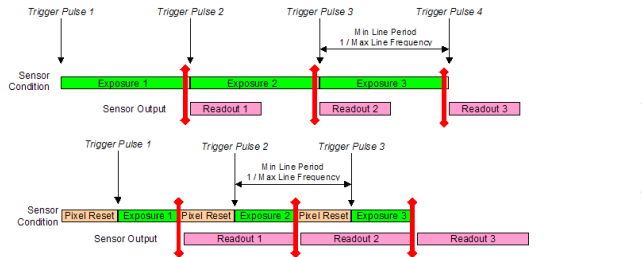 Trigger Pulse 1 Trigger Pulse 2 Trigger Pulse 3 Trigger Pulse 4
Min Line Period
1 / Max Line Frequency
Sensor
Condition
Exposure 1 Exposure 2 Exposure 3
Sensor Output Readout 1 Readout 2 Readout 3
Trigger Pulse 1 Trigger Pulse 2 Trigger Pulse 3
Min Line Period
1 / Max Line Frequency
Sensor
Condition
Pixel Reset Exposure 1 Pixel Reset Exposure 2 Pixel Reset Exposure 3
Sensor Output Readout 1 Readout 2 Readout 3